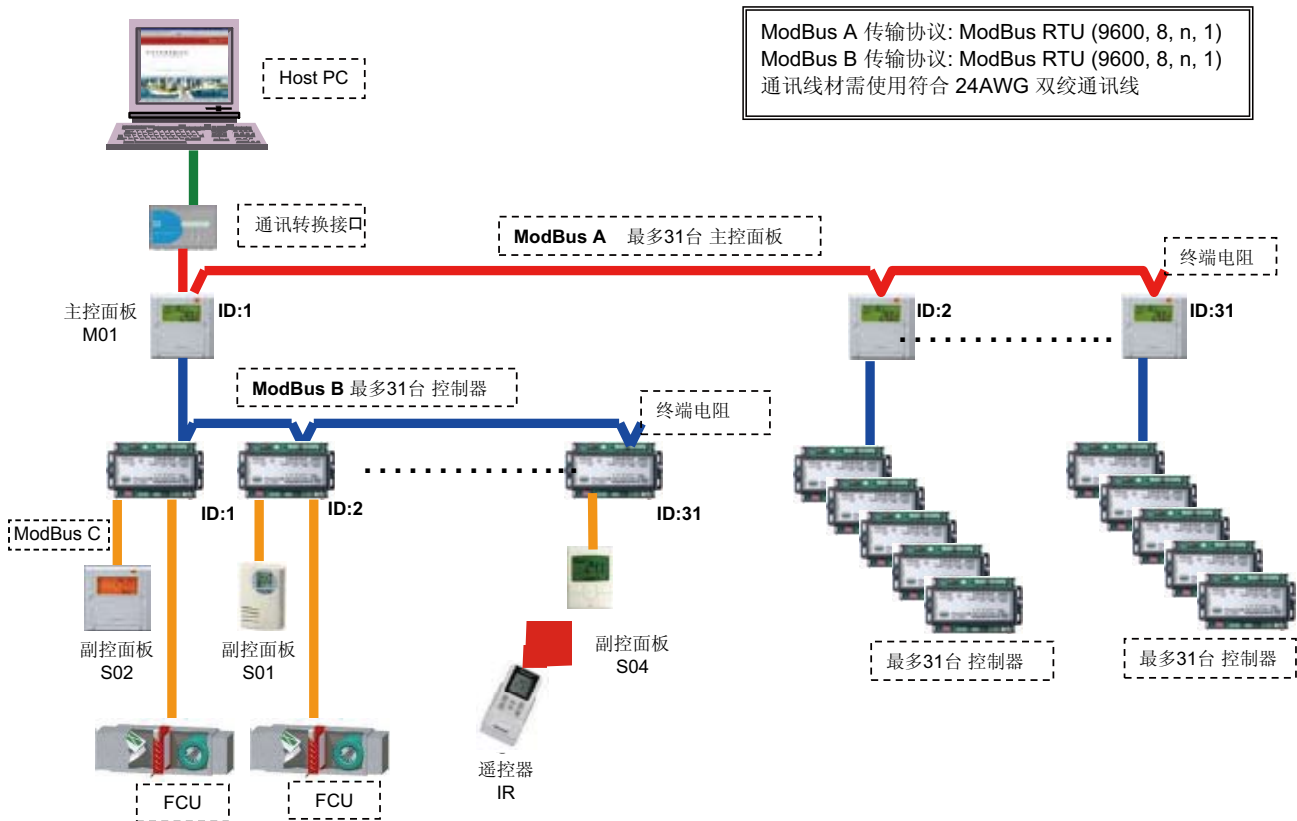 ModBus A 传输协议: ModBus RTU (9600, 8, n, 1)
ModBus B 传输协议: ModBus RTU (9600, 8, n, 1)
通讯线材需使用符合 24AWG 双绞通讯线
Host PC
通讯转换接口
ModBus A 最多31台 主控面板
终端电阻
主控面板
M01
ID:1
ID:2
ID:31
ModBus B 最多31台 控制器
终端电阻
ID:1
ID:2
ID:31
ModBus C
副控面板
S02
副控面板
S01
副控面板
S04
最多31台 控制器
最多31台 控制器
遥控器
IR
FCU
FCU